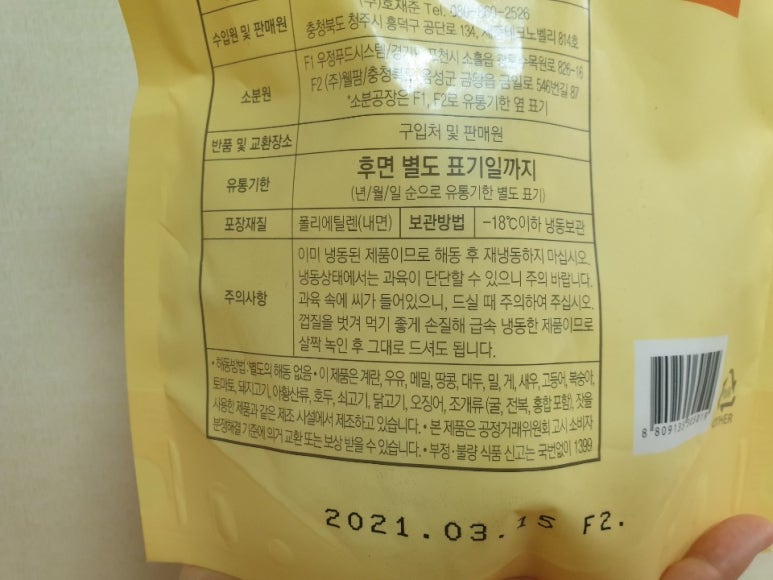 수입원 및 판매원
(주)호재준 Tel. 080-860-2526
충청북도 청주시 흥덕구 공단로 134, 814호
소분원
F1 우정푸드시스템/경기 포천시 소흘읍 826-16
F2 (주)웰팜/충청북도 음성군 금왕읍 금일로 546번길 87
*소분공장은 F1, F2로 유통기한 옆 표기
반품 및 교환장소
구입처 및 판매원
유통기한
후면 별도 표기일까지
(년/월/일 순으로 유통기한 별도 표기)
포장재질
폴리에틸렌(내면)
보관방법
-18℃이하 냉동보관
주의사항
이미 냉동된 제품이므로 해동 후 재냉동하지 마십시오.
냉동상태에서는 과육이 단단할 수 있으니 주의 바랍니다.
과육 속에 씨가 들어있으니, 드실 때 주의하여 주십시오.
껍질을 벗겨 먹기 좋게 손질해 급속 냉동한 제품이므로
살짝 녹인 후 그대로 드셔도 됩니다.
• 해동방법:별도의 해동 없음 • 이 제품은 계란, 우유, 메밀, 땅콩, 대두, 밀, 게, 새우, 고등어, 복숭아,
토마토, 돼지고기, 아황산류, 호두, 쇠고기, 닭고기, 오징어, 조개류(굴, 전복, 홍합 포함), 잣을
사용한 제품과 같은 제조 시설에서 제조하고 있습니다. • 본 제품은 공정거래위원회 고시 소비자
분쟁해결 기준에 의거 교환 또는 보상 받을 수 있습니다. • 부정·불량 식품 신고는 국번없이 1399
OTHER
2021.03.15 F2.